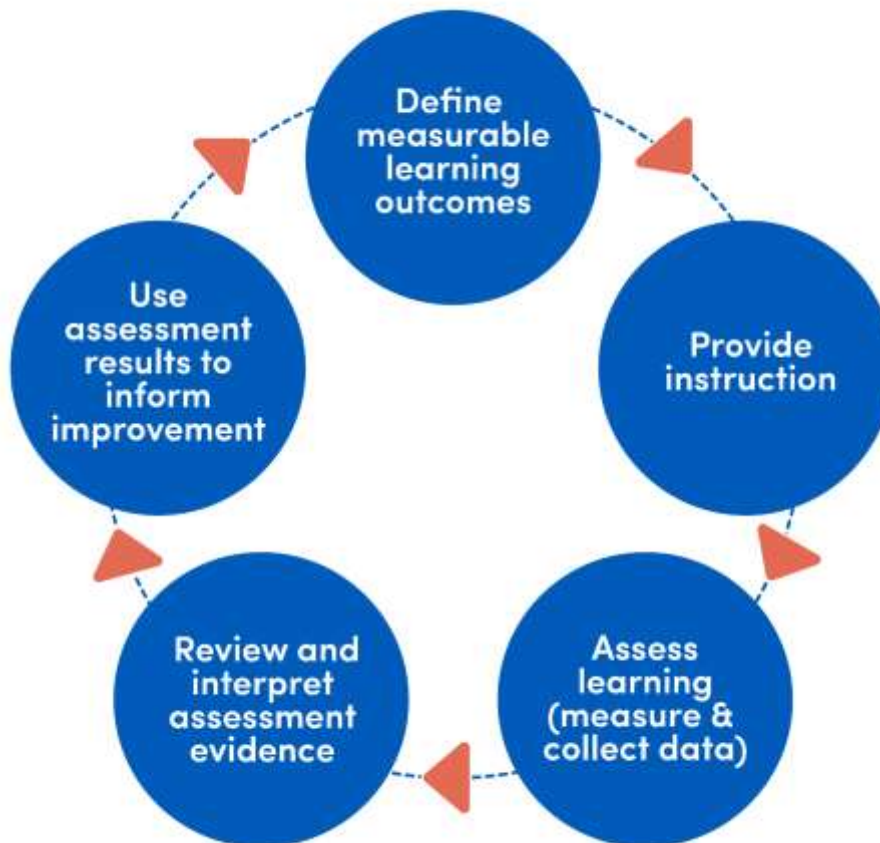 Define
measurable
learning
outcomes
Provide
instruction
Assess
learning
(measure &
collect data)
Review and
interpret
assessment
evidence
Use
assessment
results to
inform
improvement